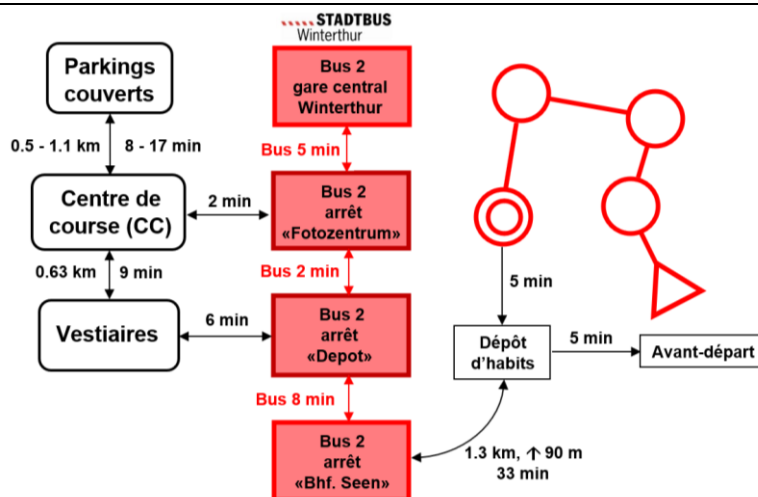 STADTBUS
Winterthur
Parkings
couverts
0.5 - 1.1 km
8 - 17 min
Centre de
course (CC)
0.63 km
9 min
Vestiaires
2 min
6 min
Bus 2
gare central
Winterthur
Bus 5 min
Bus 2
arrêt
«Fotozentrum»
Bus 2 min
Bus 2
arrêt
«Depot»
Bus 8 min
Bus 2
arrêt
«Bhf. Seen»
5 min
Dépôt
d'habits
5 min
Avant-départ
1.3 km, ↑ 90 m
33 min